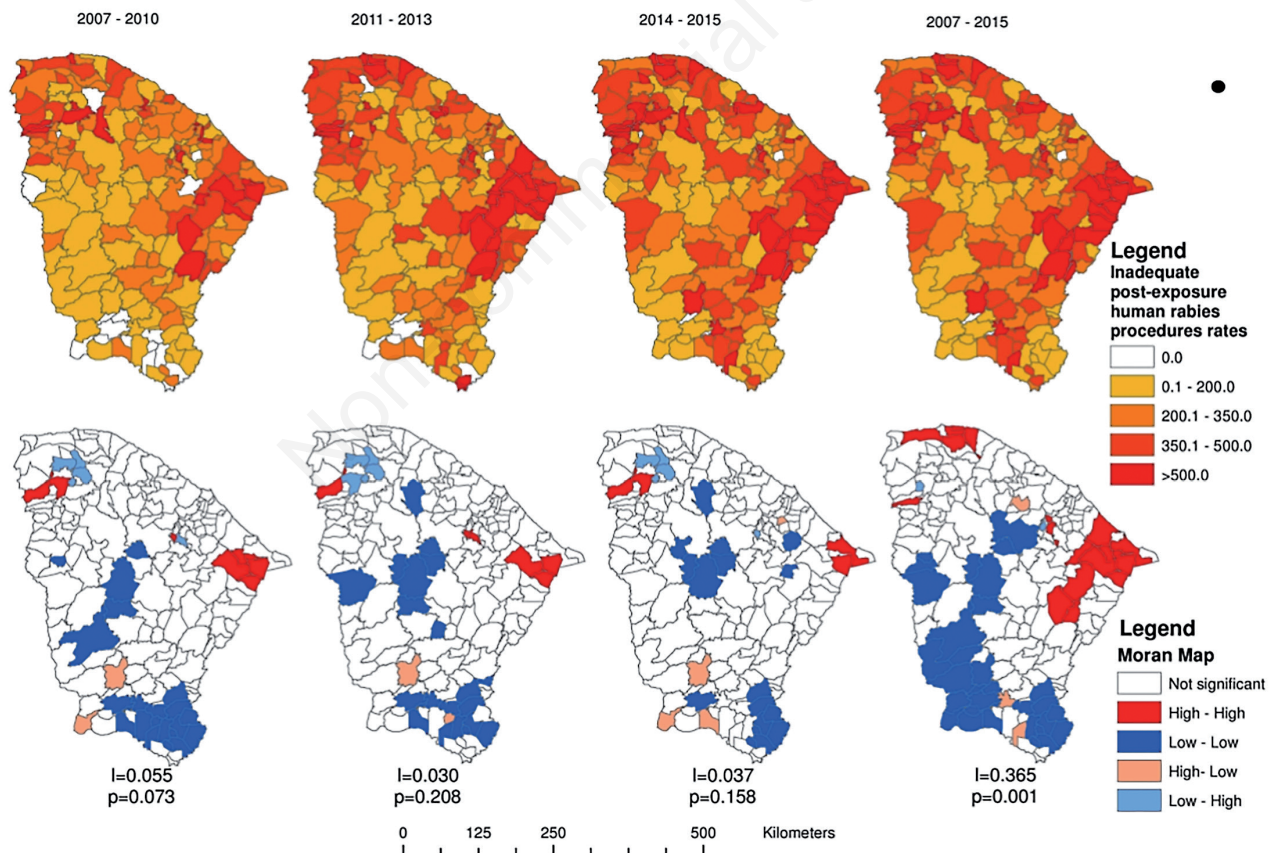 2007 - 2010
2011 - 2013
2014 - 2015
2007 - 2015
Legend
Inadequate
post-exposure
human rabies
procedures rates
0.0
0.1 - 200.0
200.1 - 350.0
350.1 - 500.0
>500.0
Legend
Moran Map
Not significant
High - High
Low - Low
High- Low
Low - High
I=0.055
p=0.073
I=0.030
p=0.208
I=0.037
p=0.158
I=0.365
p=0.001
0 125 250 500 Kilometers